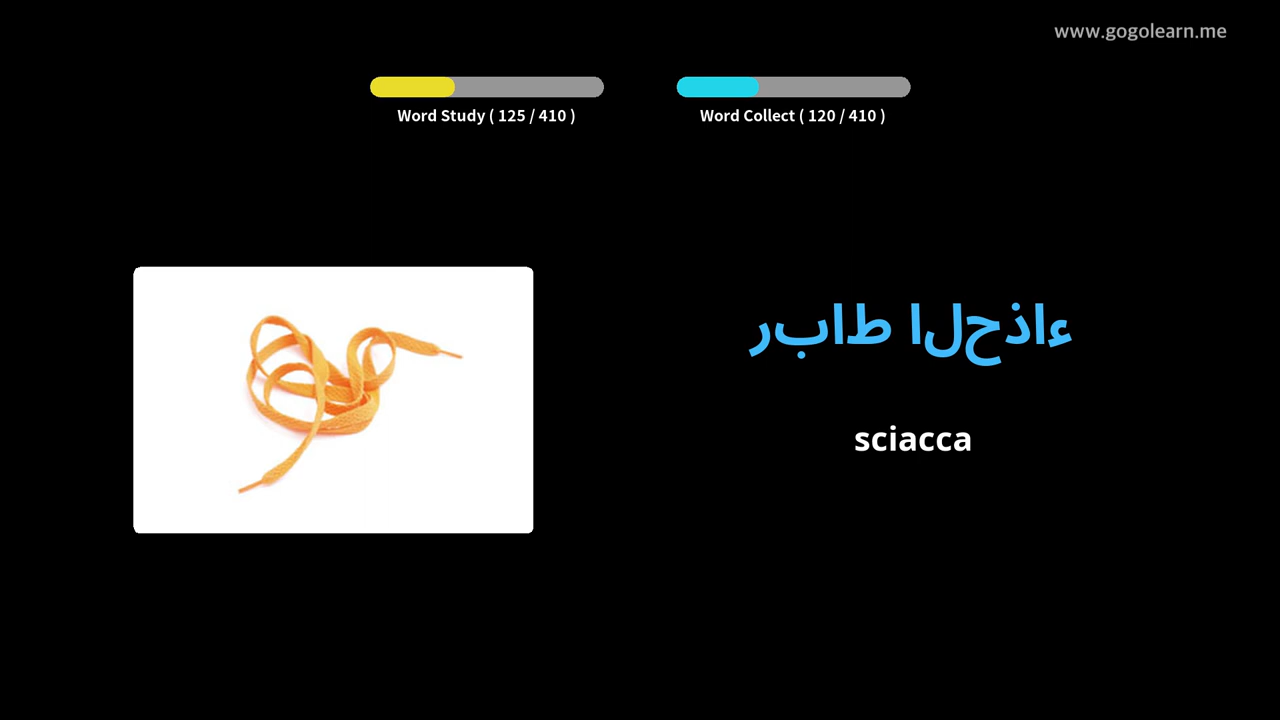 www.gogolearn.me
Word Study ( 125 / 410 )
Word Collect ( 120 / 410 )
رباط الحذاء
sciacca